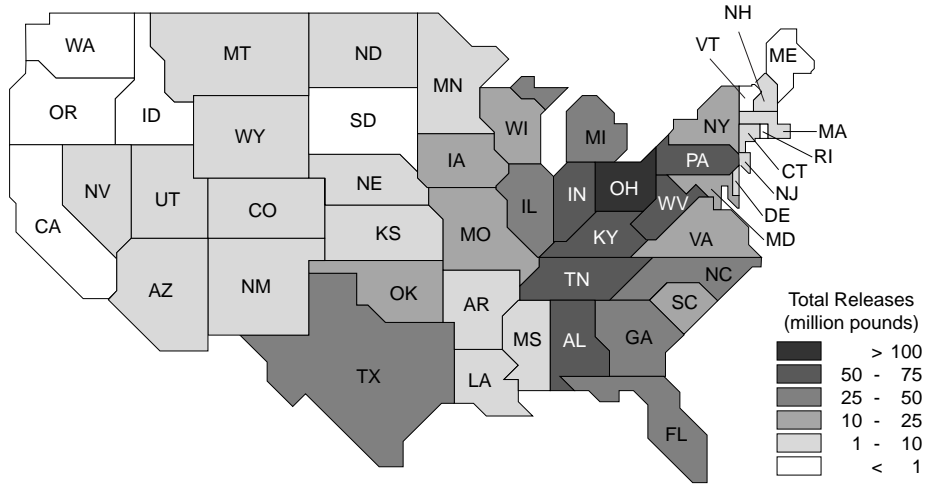 NH
VT
ME
WA
MT
ND
MN
OR
ID
SD
WI
MI
NY
MA
RI
CT
NJ
DE
MD
WY
IA
NE
PA
NV
UT
CO
IL
IN
OH
WV
CA
KS
MO
KY
VA
AZ
NM
OK
AR
TN
NC
SC
MS
AL
GA
TX
LA
FL
Total Releases
(million pounds)
> 100
50 - 75
25 - 50
10 - 25
1 - 10
< 1